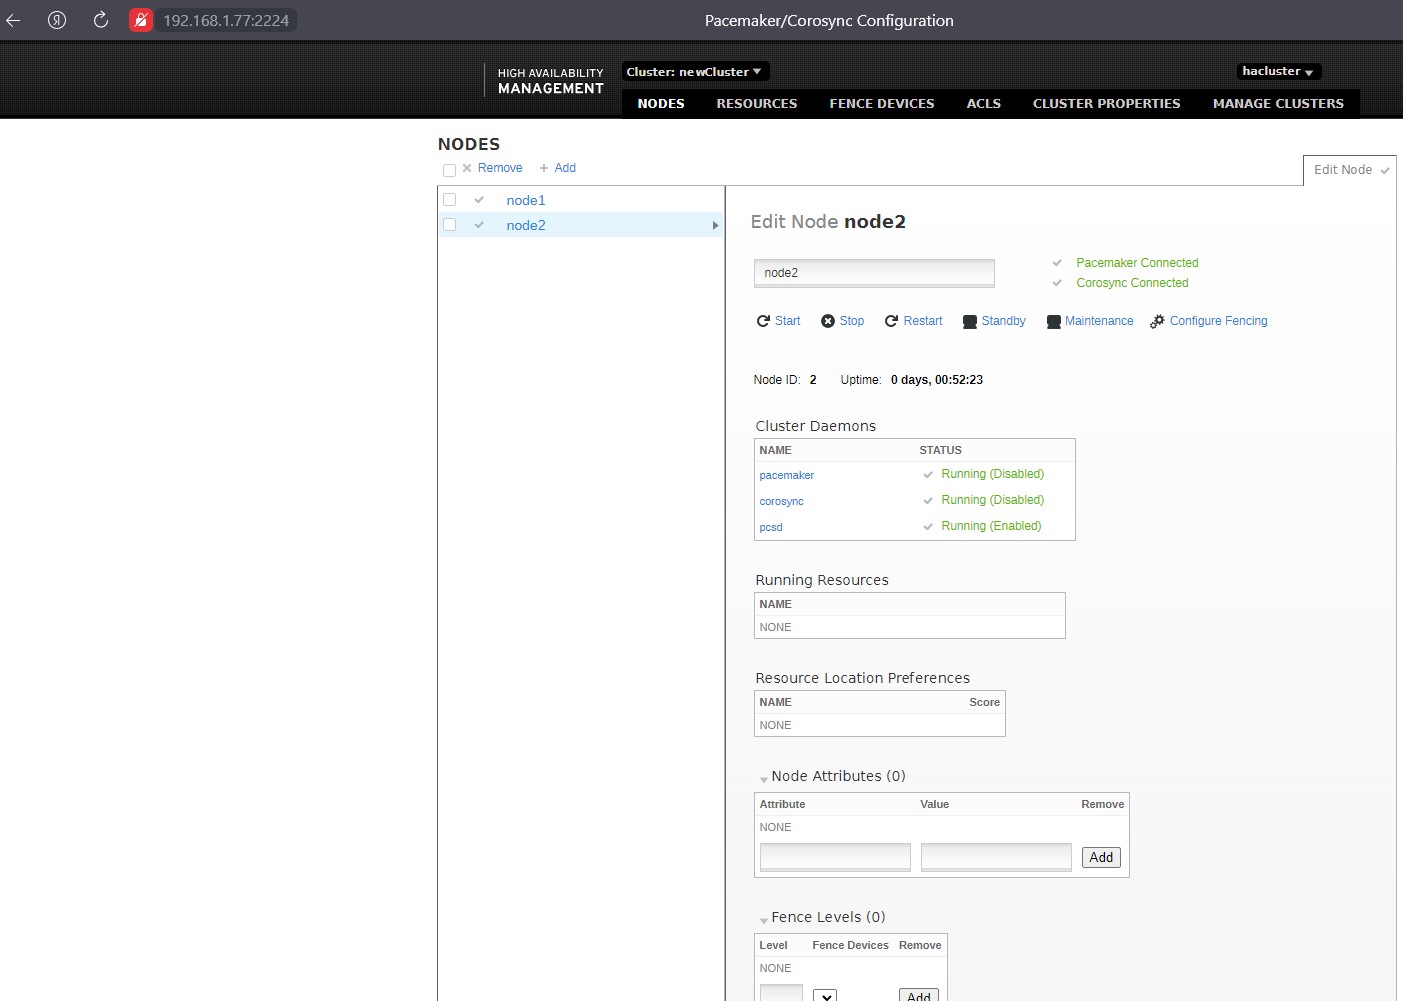 192.168.1.77:2224
Pacemaker/Corosync Configuration
HIGH AVAILABILITY
MANAGEMENT
Cluster: newCluster
hacluster
NODES RESOURCES FENCE DEVICES ACLS CLUSTER PROPERTIES MANAGE CLUSTERS
NODES
Remove Add
Edit Node
node1
node2
Edit Node node2
node2
Pacemaker Connected
Corosync Connected
Start Stop Restart Standby Maintenance Configure Fencing
Node ID: 2 Uptime: 0 days, 00:52:23
Cluster Daemons
NAME STATUS
pacemaker Running (Disabled)
corosync Running (Disabled)
pcsd Running (Enabled)
Running Resources
NAME
NONE
Resource Location Preferences
NAME Score
NONE
Node Attributes (0)
Attribute Value Remove
NONE
Add
Fence Levels (0)
Level Fence Devices Remove
NONE
Add